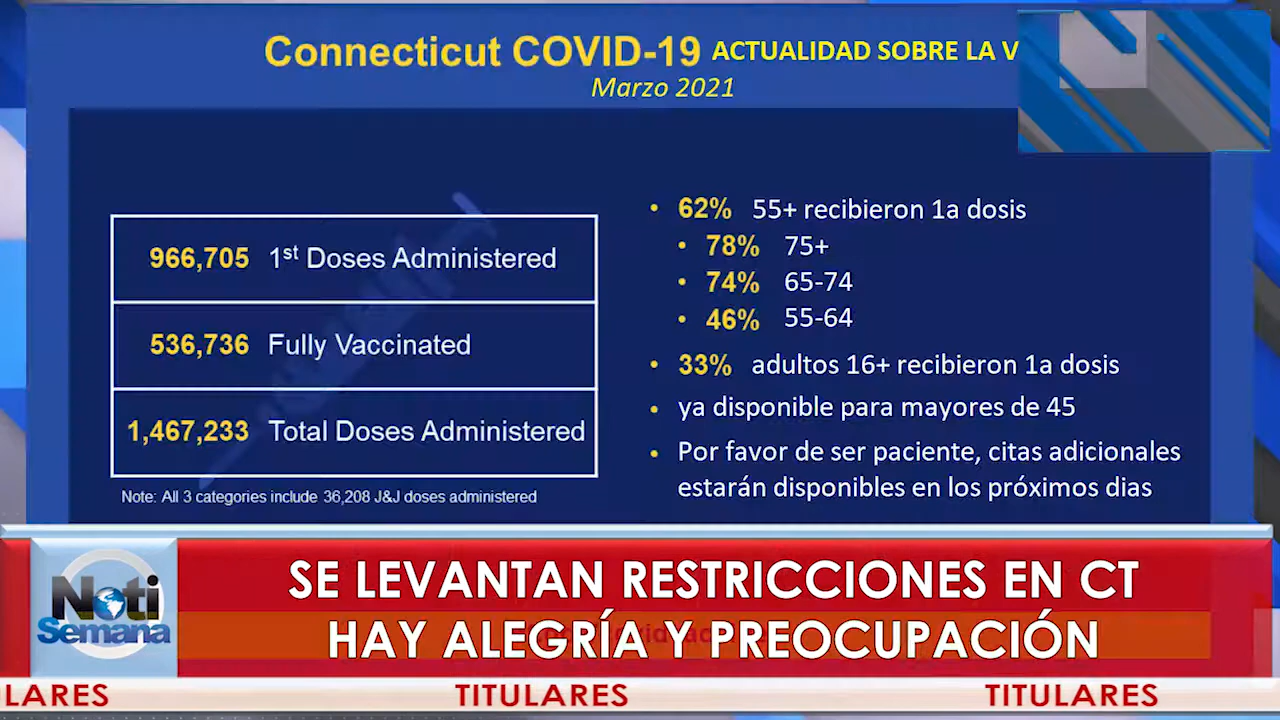 Connecticut COVID-19 ACTUALIDAD SOBRE LA V
Marzo 2021
966,705 1st Doses Administered
536,736 Fully Vaccinated
1,467,233 Total Doses Administered
Note: All 3 categories include 36,208 J&J doses administered
• 62% 55+ recibieron 1a dosis
• 78% 75+
• 74% 65-74
• 46% 55-64
• 33% adultos 16+ recibieron 1a dosis
• ya disponible para mayores de 45
• Por favor de ser paciente, citas adicionales
estarán disponibles en los próximos dias
Noti
Semana
SE LEVANTAN RESTRICCIONES EN CT
HAY ALEGRÍA Y PREOCUPACIÓN
LARES TITULARES TITULARES